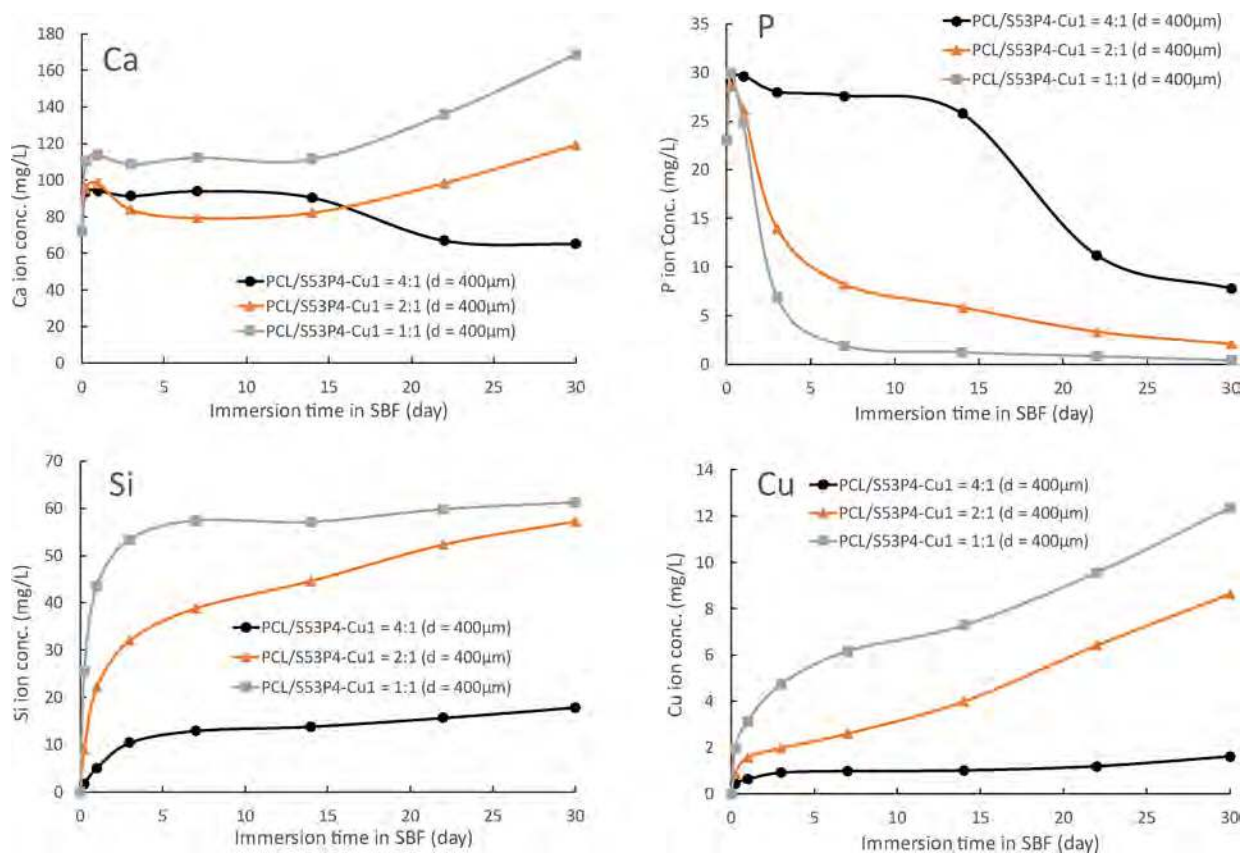 Ca
Ca ion conc. (mg/L)
180
160
140
120
100
80
60
40
20
0
PCL/S53P4-Cu1 = 4:1 (d = 400µm)
PCL/S53P4-Cu1 = 2:1 (d = 400µm)
PCL/S53P4-Cu1 = 1:1 (d = 400µm)
0 5 10 15 20 25 30
Immersion time in SBF (day)
P
P ion Conc. (mg/L)
35
30
25
20
15
10
5
0
PCL/S53P4-Cu1 = 4:1 (d = 400µm)
PCL/S53P4-Cu1 = 2:1 (d = 400µm)
PCL/S53P4-Cu1 = 1:1 (d = 400µm)
0 5 10 15 20 25 30
Immersion time in SBF (day)
Si
Si ion conc. (mg/L)
70
60
50
40
30
20
10
0
PCL/S53P4-Cu1 = 4:1 (d = 400µm)
PCL/S53P4-Cu1 = 2:1 (d = 400µm)
PCL/S53P4-Cu1 = 1:1 (d = 400µm)
0 5 10 15 20 25 30
Immersion time in SBF (day)
Cu
Cu ion conc. (mg/L)
14
12
10
8
6
4
2
0
PCL/S53P4-Cu1 = 4:1 (d = 400µm)
PCL/S53P4-Cu1 = 2:1 (d = 400µm)
PCL/S53P4-Cu1 = 1:1 (d = 400µm)
0 5 10 15 20 25 30
Immersion time in SBF (day)